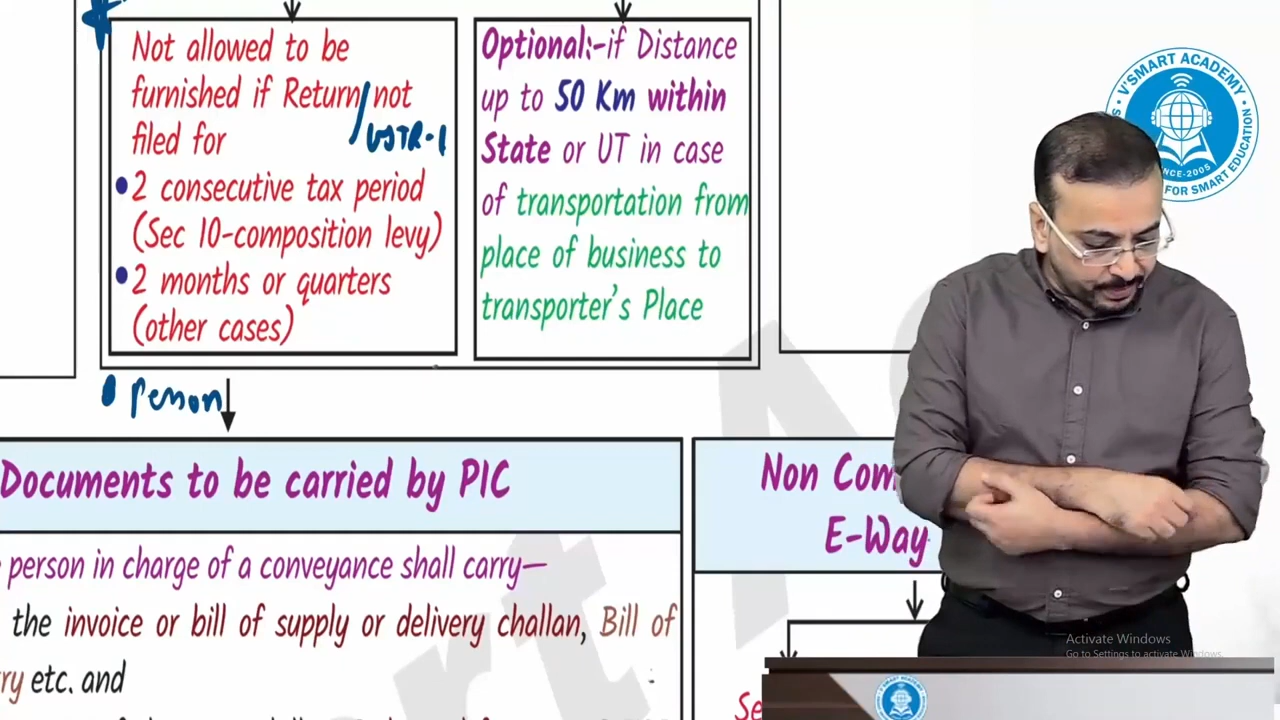 Not allowed to be
furnished if Return/not
GSTR-1
filed for
•2 consecutive tax period
(Sec 10-composition levy)
•2 months or quarters
(other cases)
Optional:-if Distance
up to 50 Km within
State or UT in case
of transportation from
place of business to
transporter's Place
• Person
Documents to be carried by PIC
person in charge of a conveyance shall carry—
the invoice or bill of supply or delivery challan, Bill of
ry etc. and
Non Com
E-Way
Se
V'SMART ACADEMY
SINCE-2005
FOR SMART EDUCATION
Activate Windows
Go to Settings to activate Windows.